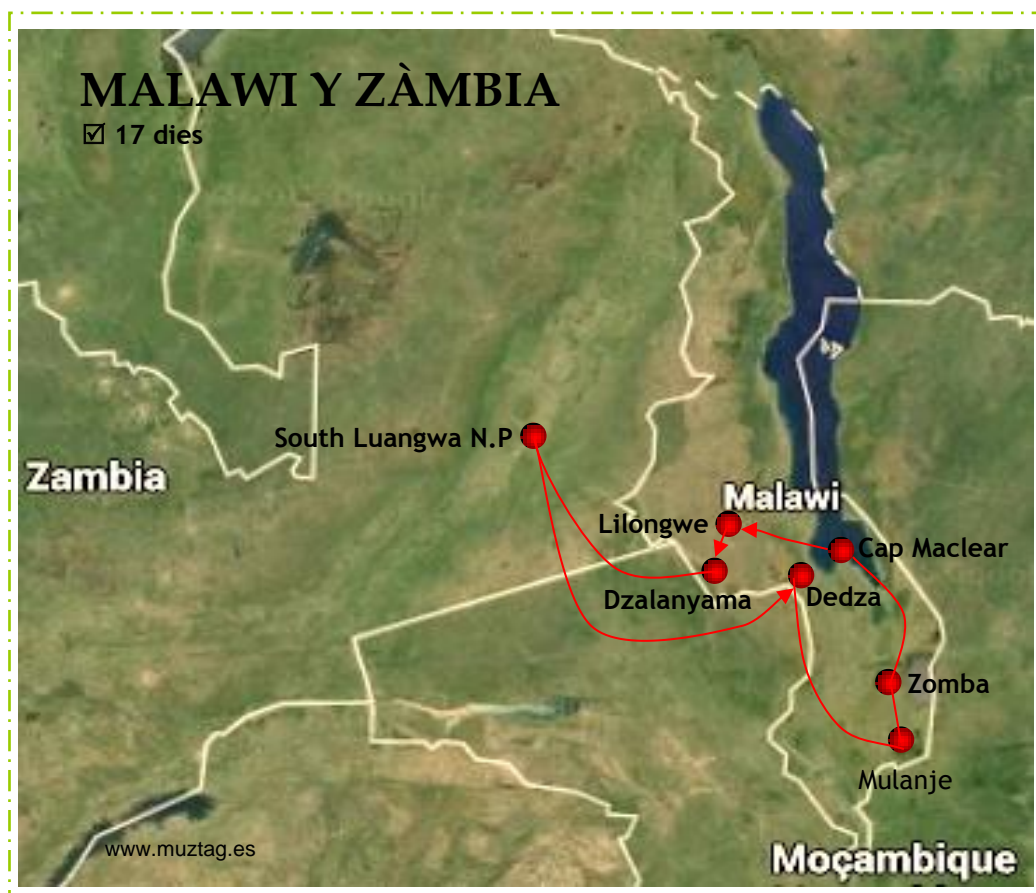 MALAWI Y ZÀMBIA
☑ 17 dies
South Luangwa N.P
Zambia
Malawi
Lilongwe
Cap Maclear
Dzalanyama
Dedza
Zomba
Mulanje
www.muztag.es
Moçambique